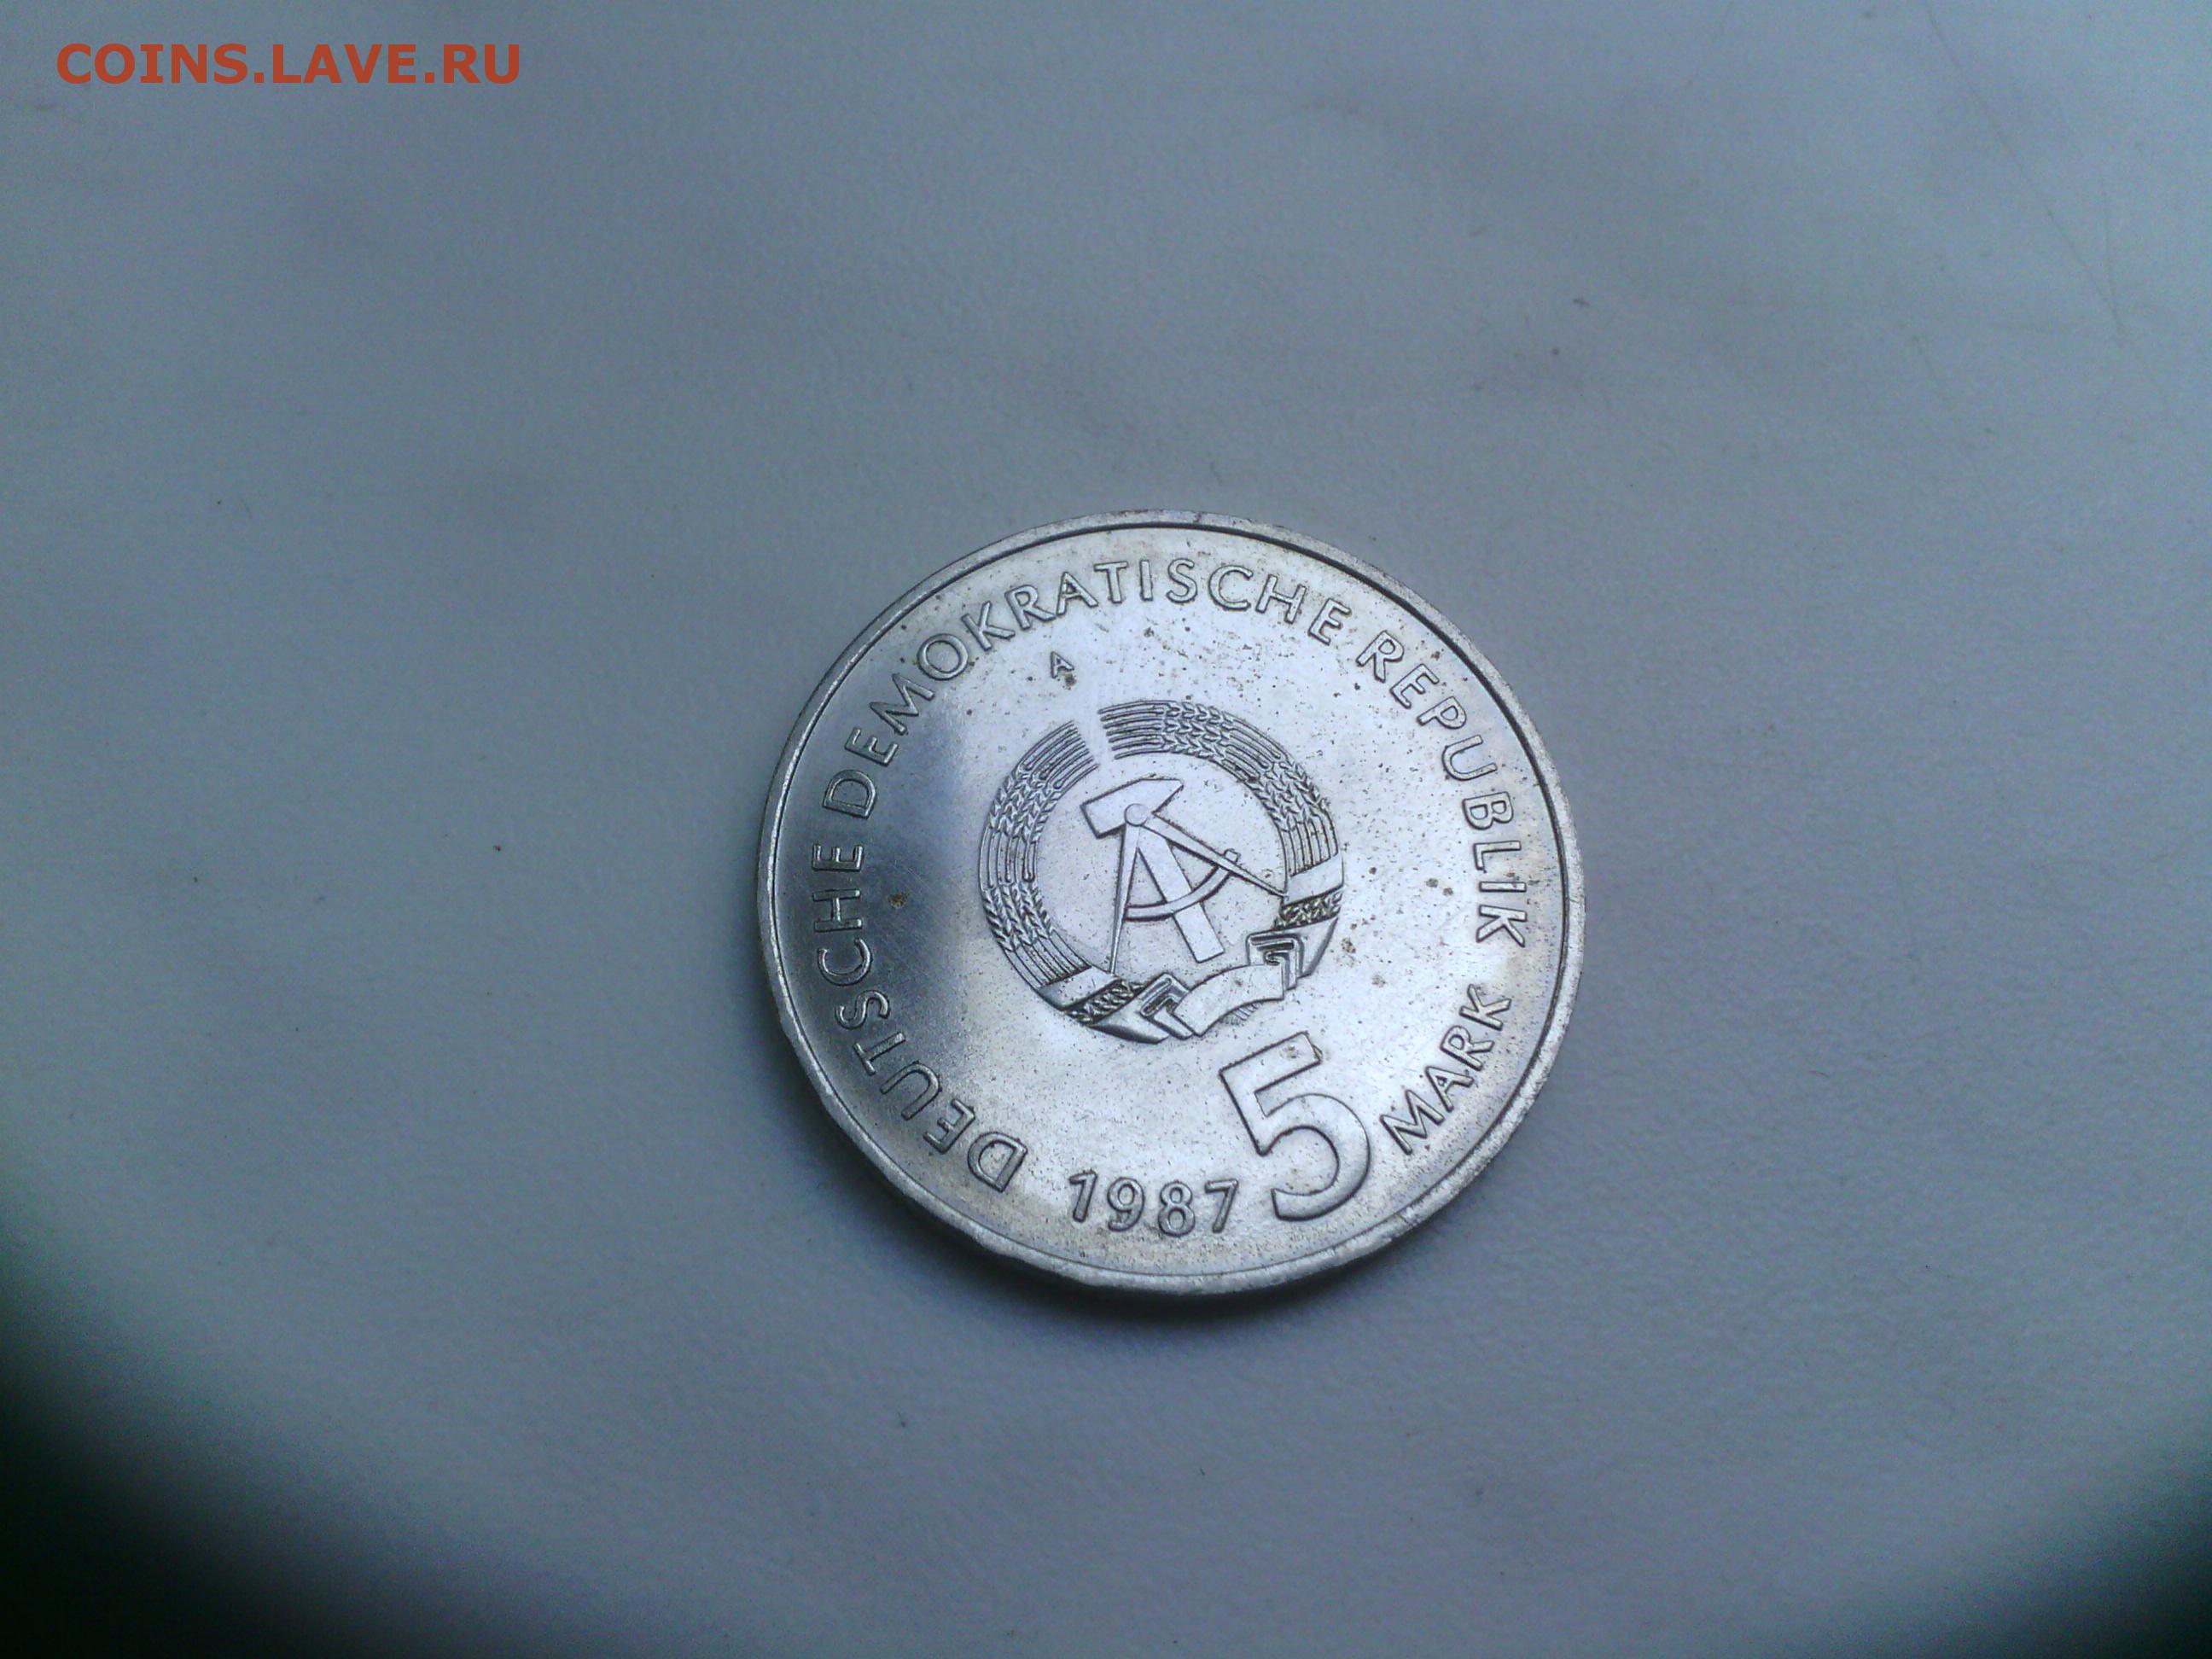 COINS.LAVE.RU
DEUTSCHE DEMOKRATISCHE REPUBLIK
A
5
MARK
1987